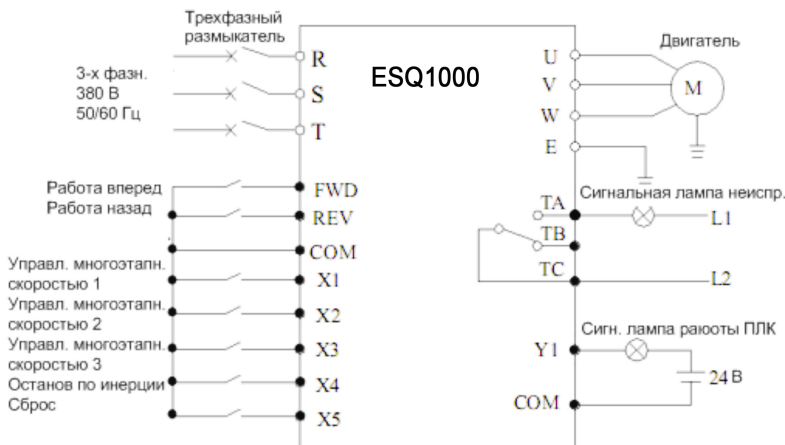 Трехфазный
размыкатель
3-х фазн.
380 В
50/60 Гц
R
S
T
ESQ1000
U
V
W
E
Двигатель
M
Работа вперед
Работа назад
FWD
REV
COM
Управл. многоэтапн.
скоростью 1
X1
Управл. многоэтапн.
скоростью 2
X2
Управл. многоэтапн.
скоростью 3
X3
Останов по инерции
X4
Сброс
X5
Сигнальная лампа неиспр.
TA
L1
TB
TC
L2
Сигн. лампа раюоты ПЛК
Y1
24 В
COM